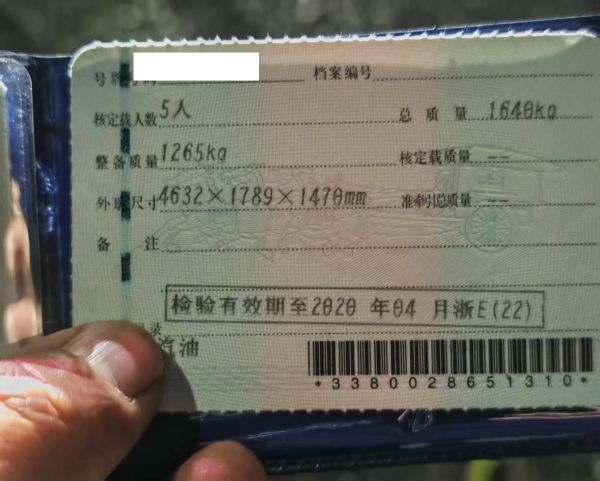 号牌号码 档案编号
核定载人数 5人 总质量 1640kg
整备质量 1265kg 核定载质量 --
外廓尺寸 4632×1789×1470mm 准牵引总质量 --
备注
检验有效期至2020 年04 月浙E(22)
录
汽油
*3380028651310*